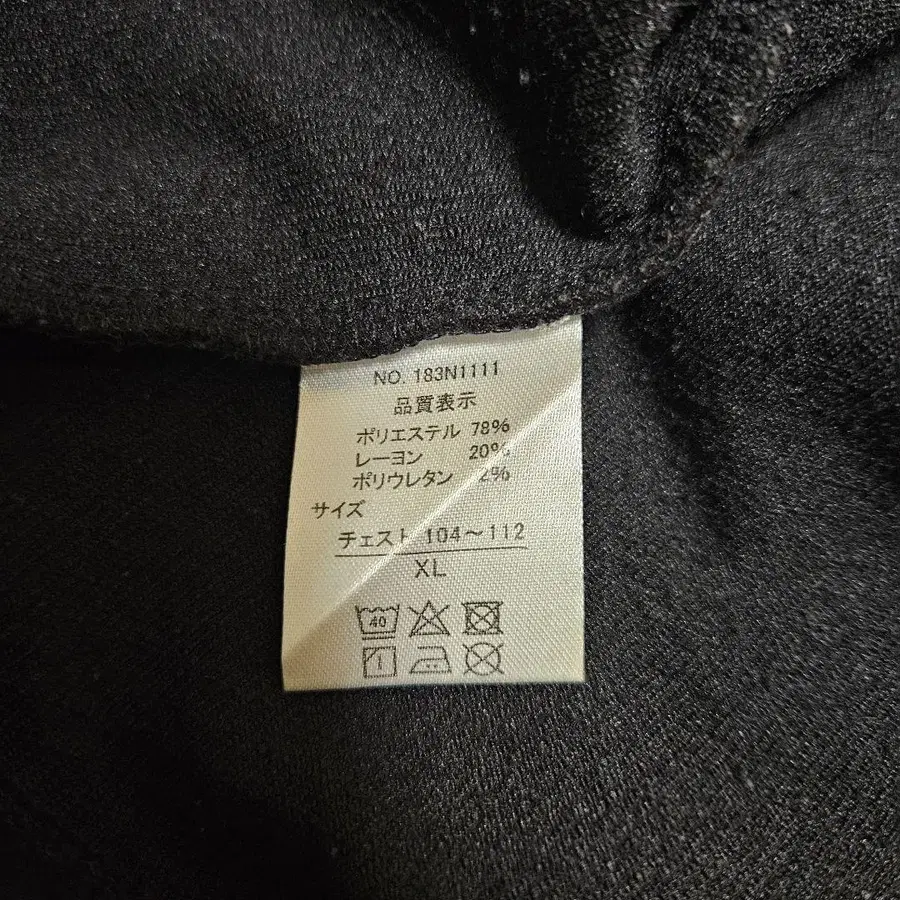 NO. 183N1111
品質表示
ポリエステル 78%
レーヨン 20%
ポリウレタン 2%
サイズ
チェスト 104～112
XL
40